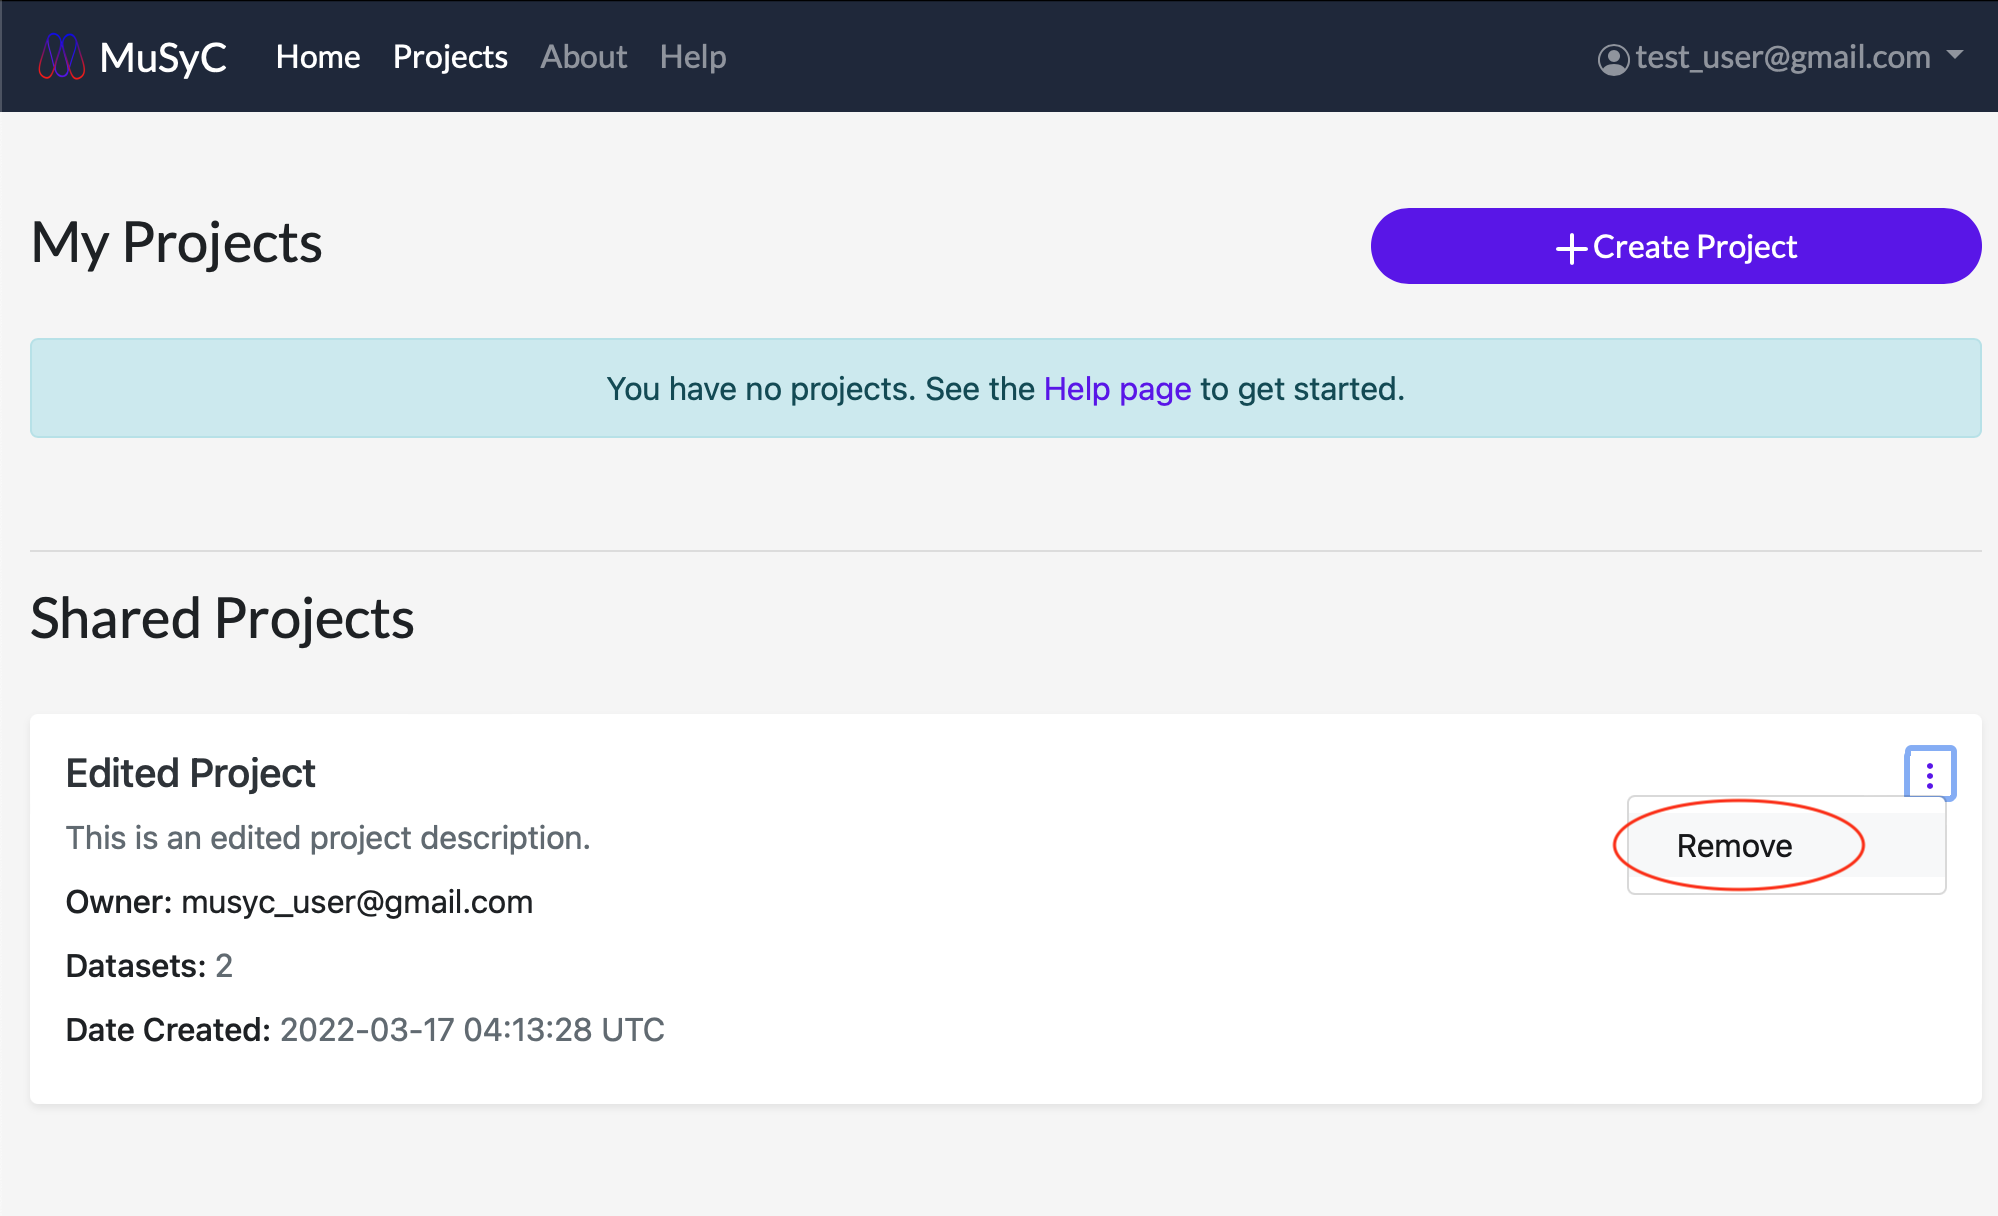 MuSyC Home Projects About Help test_user@gmail.com
My Projects
Create Project
You have no projects. See the Help page to get started.
Shared Projects
Edited Project
This is an edited project description.
Remove
Owner: musyc_user@gmail.com
Datasets: 2
Date Created: 2022-03-17 04:13:28 UTC